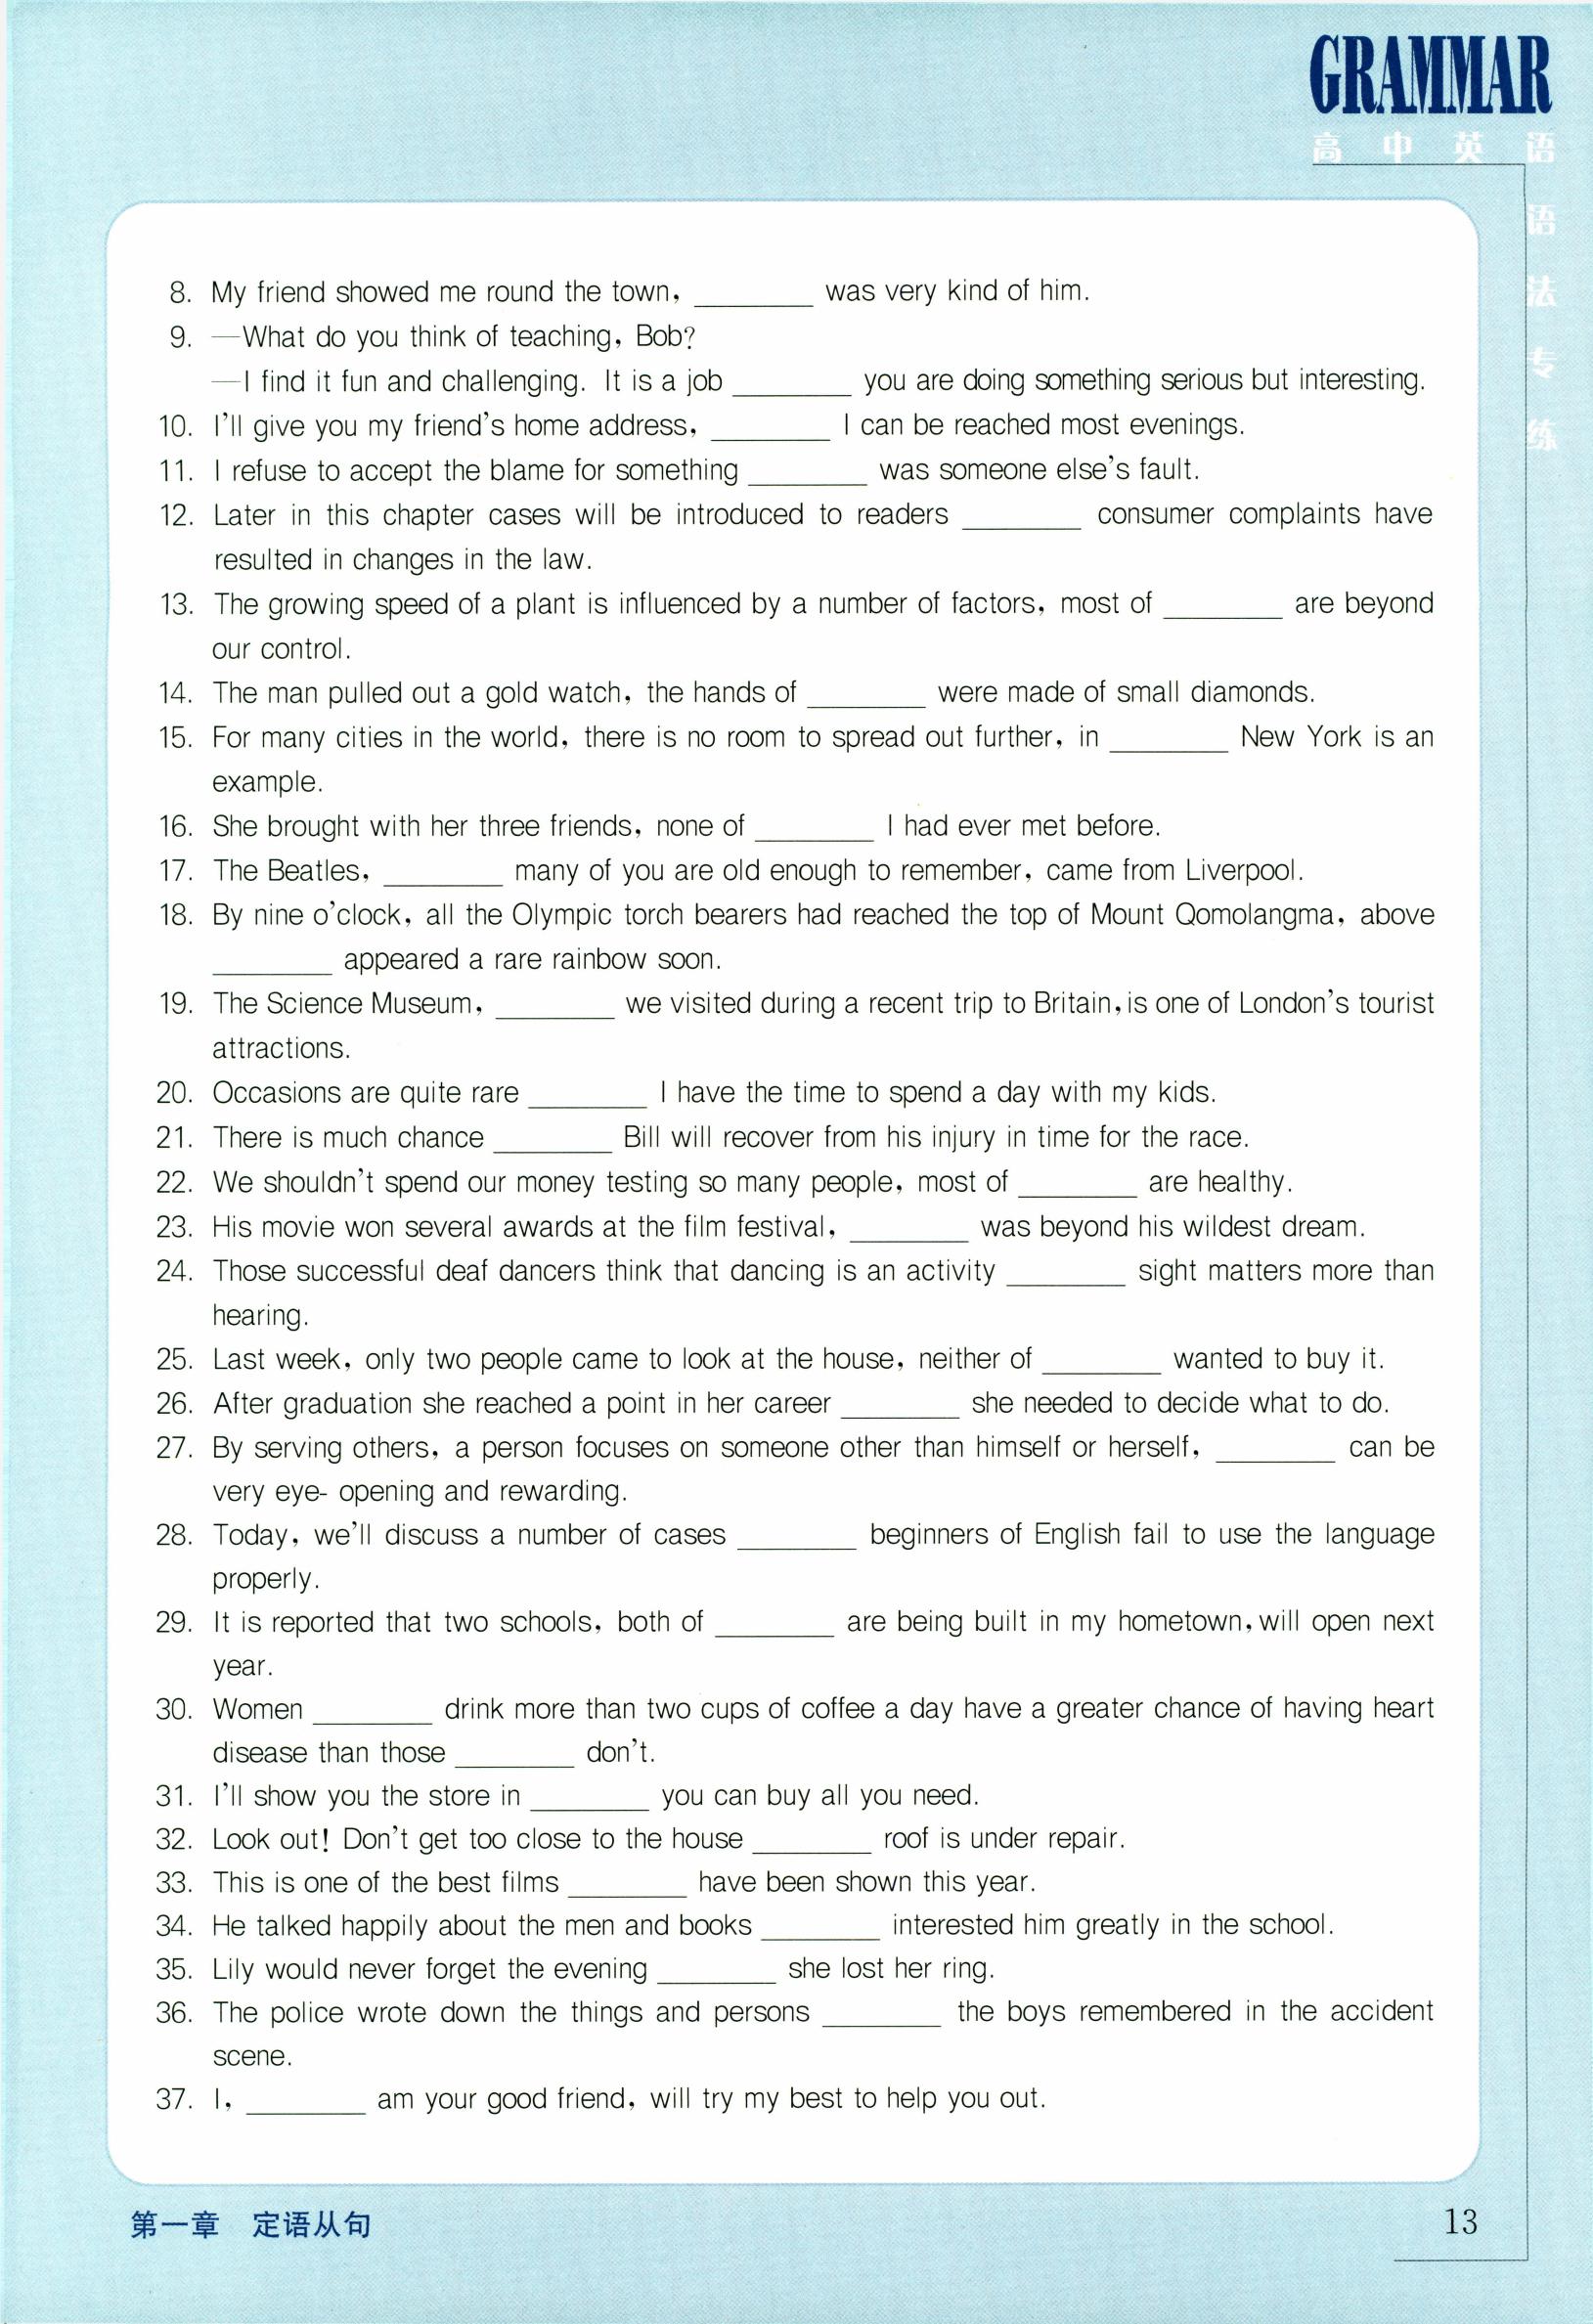 GRAMMAR
高中英语
语法专练
8. My friend showed me round the town, ________ was very kind of him.
9. —What do you think of teaching, Bob?
—I find it fun and challenging. It is a job ________ you are doing something serious but interesting.
10. I'll give you my friend's home address, ________ I can be reached most evenings.
11. I refuse to accept the blame for something ________ was someone else's fault.
12. Later in this chapter cases will be introduced to readers ________ consumer complaints have
resulted in changes in the law.
13. The growing speed of a plant is influenced by a number of factors, most of ________ are beyond
our control.
14. The man pulled out a gold watch, the hands of ________ were made of small diamonds.
15. For many cities in the world, there is no room to spread out further, in ________ New York is an
example.
16. She brought with her three friends, none of ________ I had ever met before.
17. The Beatles, ________ many of you are old enough to remember, came from Liverpool.
18. By nine o'clock, all the Olympic torch bearers had reached the top of Mount Qomolangma, above
________ appeared a rare rainbow soon.
19. The Science Museum, ________ we visited during a recent trip to Britain, is one of London's tourist
attractions.
20. Occasions are quite rare ________ I have the time to spend a day with my kids.
21. There is much chance ________ Bill will recover from his injury in time for the race.
22. We shouldn't spend our money testing so many people, most of ________ are healthy.
23. His movie won several awards at the film festival, ________ was beyond his wildest dream.
24. Those successful deaf dancers think that dancing is an activity ________ sight matters more than
hearing.
25. Last week, only two people came to look at the house, neither of ________ wanted to buy it.
26. After graduation she reached a point in her career ________ she needed to decide what to do.
27. By serving others, a person focuses on someone other than himself or herself, ________ can be
very eye- opening and rewarding.
28. Today, we'll discuss a number of cases ________ beginners of English fail to use the language
properly.
29. It is reported that two schools, both of ________ are being built in my hometown, will open next
year.
30. Women ________ drink more than two cups of coffee a day have a greater chance of having heart
disease than those ________ don't.
31. I'll show you the store in ________ you can buy all you need.
32. Look out! Don't get too close to the house ________ roof is under repair.
33. This is one of the best films ________ have been shown this year.
34. He talked happily about the men and books ________ interested him greatly in the school.
35. Lily would never forget the evening ________ she lost her ring.
36. The police wrote down the things and persons ________ the boys remembered in the accident
scene.
37. I, ________ am your good friend, will try my best to help you out.
第一章 定语从句
13